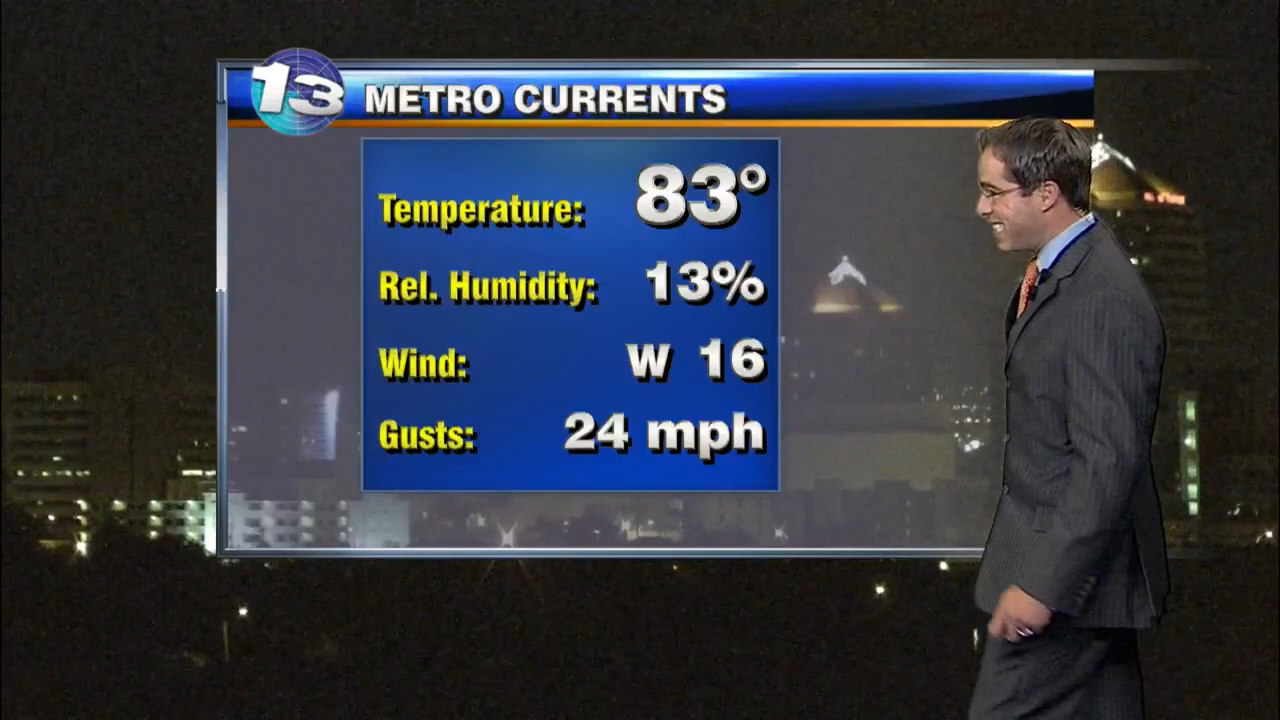 13 METRO CURRENTS
Temperature: 83°
Rel. Humidity: 13%
Wind: W 16
Gusts: 24 mph